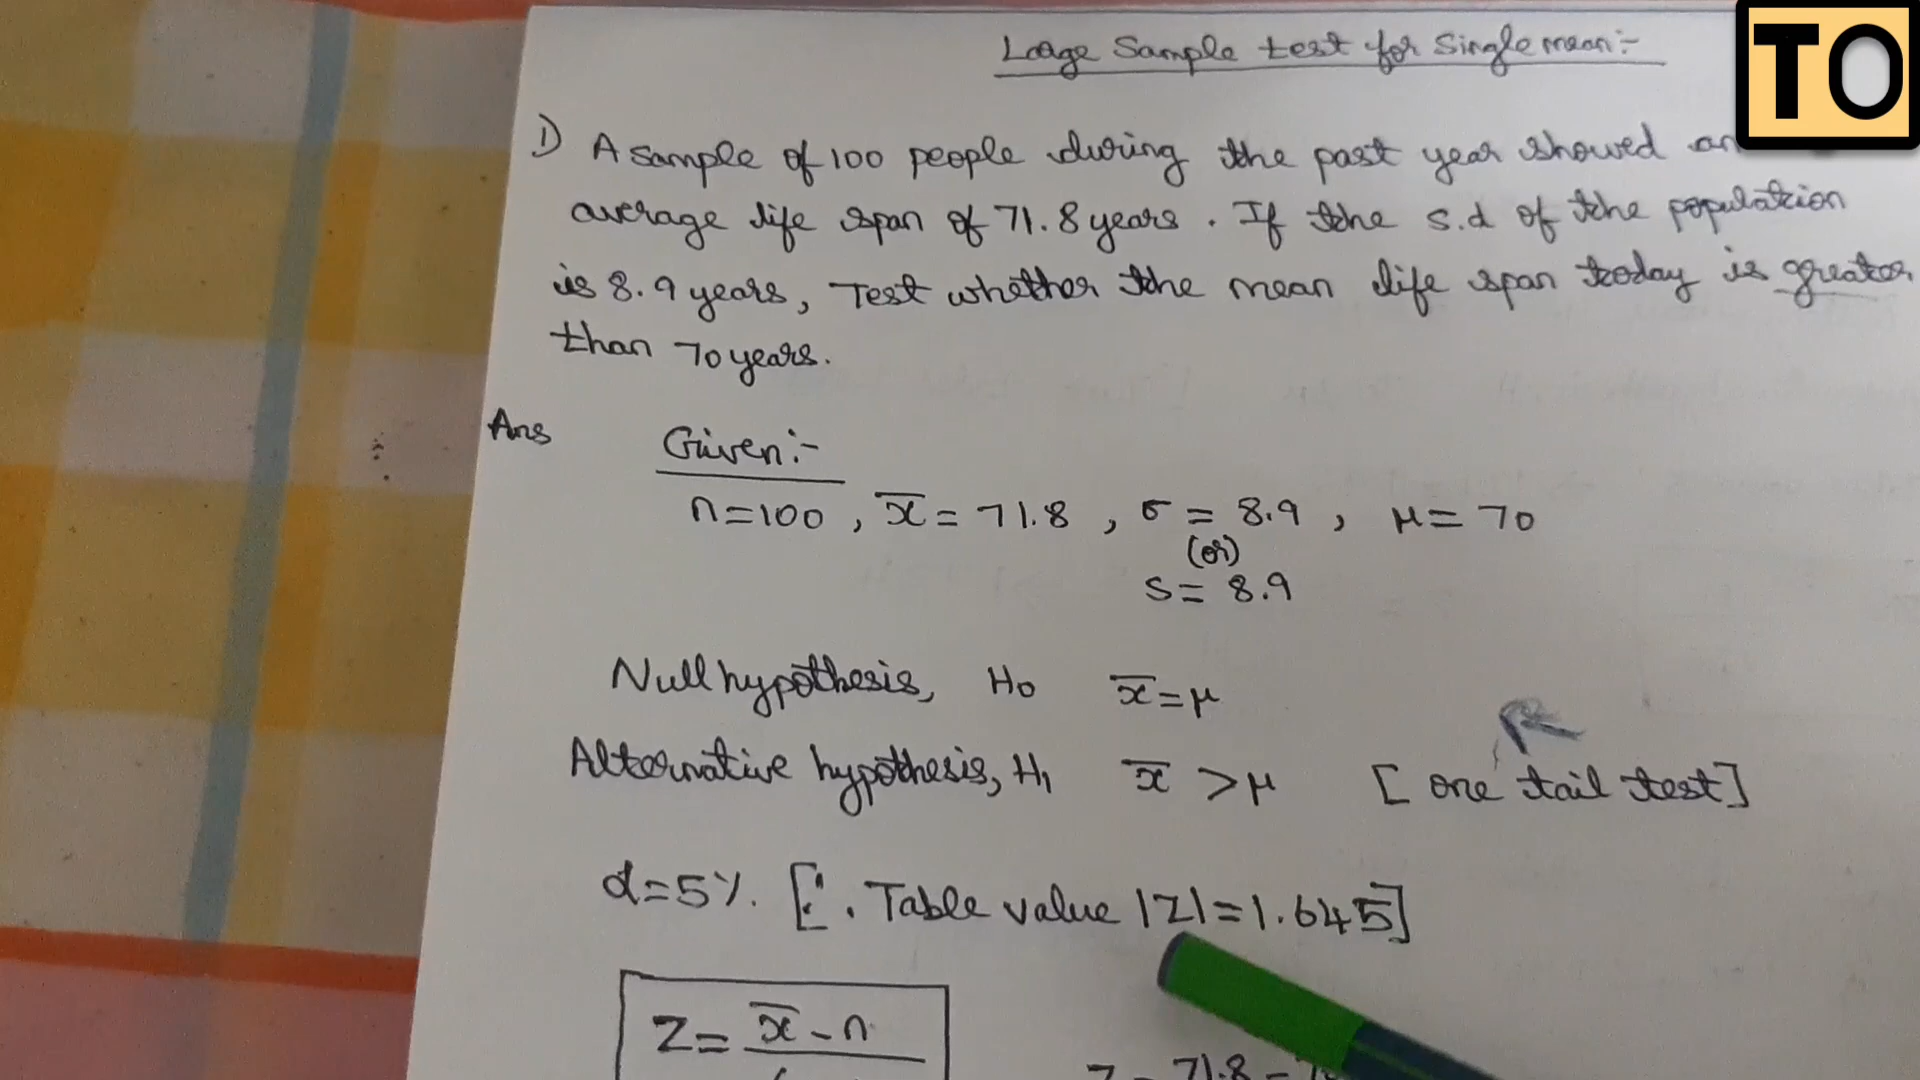 TO
Large Sample test for Single mean:-
1) A sample of 100 people during the past year showed an
average life span of 71.8 years. If the s.d of the population
is 8.9 years, Test whether the mean life span today is greater
than 70 years.
Ans Given:-
n=100, x̄ = 71.8, σ = 8.9, μ = 70
(or)
s = 8.9
Null hypothesis, H0 x̄ = μ
Alternative hypothesis, H1 x̄ > μ [one tail test]
α=5%. [∴ Table value |Z|=1.645]
Z = x̄ - n
71.8 -